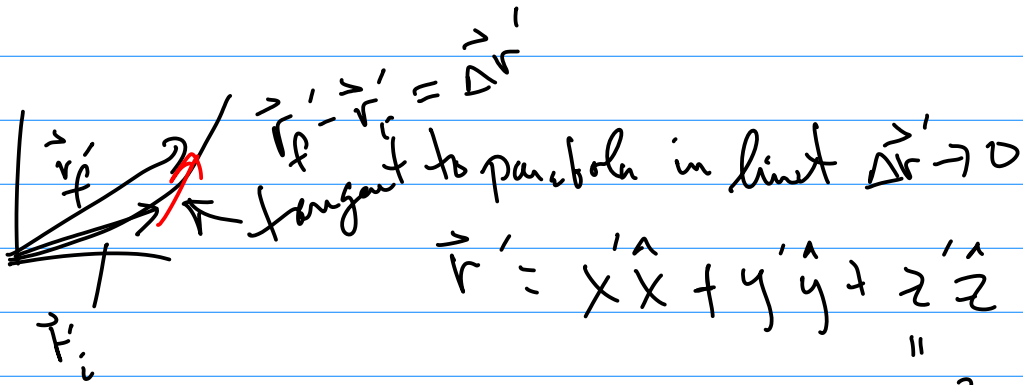 r⃗_f' - r⃗_i' = Δr⃗'
r⃗_f'
tangent to parabola in limit Δr⃗' → 0
r⃗' = x'x̂ + y'ŷ + z'ẑ
r⃗_i'
=